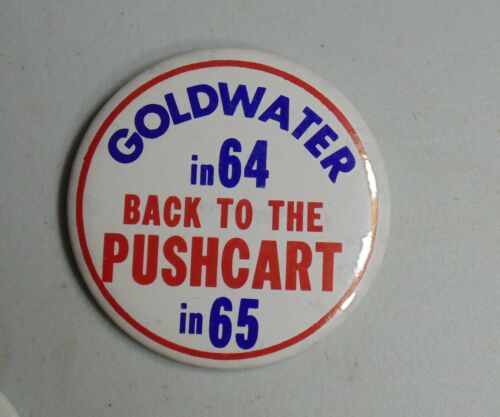 GOLDWATER
in 64
BACK TO THE
PUSHCART
in 65